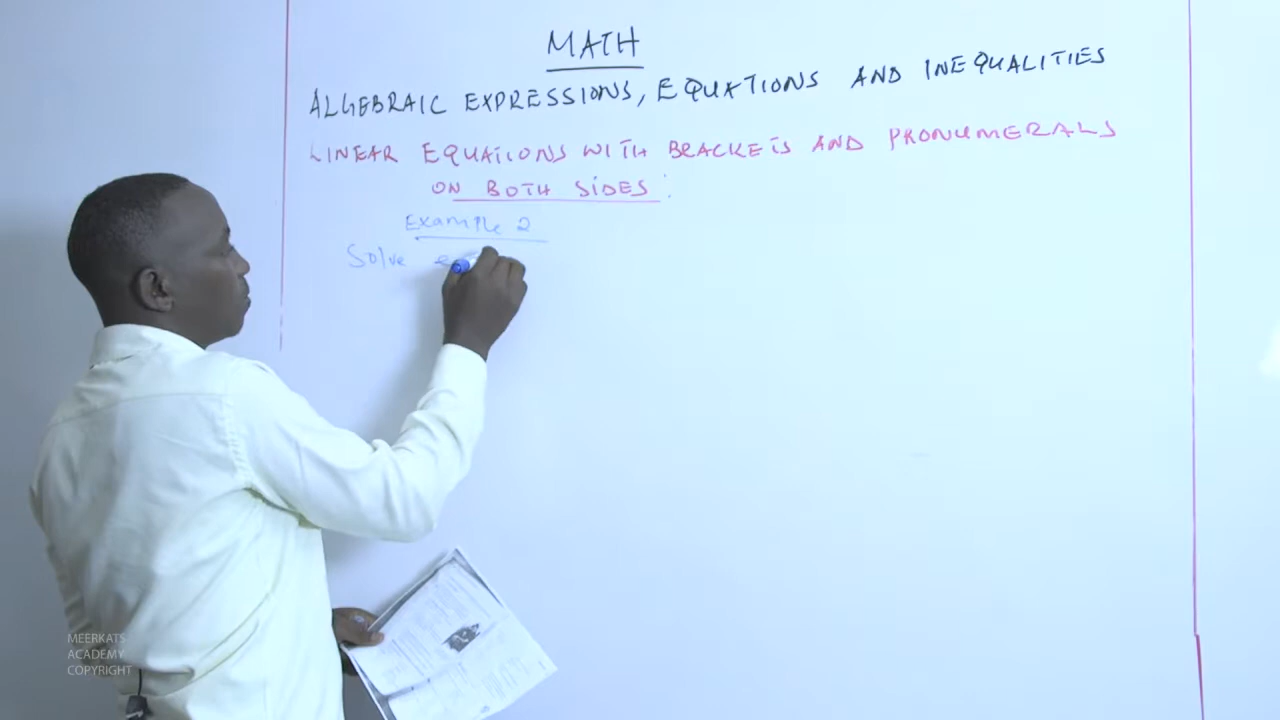 MATH
ALGEBRAIC EXPRESSIONS, EQUATIONS AND INEQUALITIES
LINEAR EQUATIONS WITH BRACKETS AND PRONUMERALS
ON BOTH SIDES:
Example 2
Solve
MEERKATS
ACADEMY
COPYRIGHT